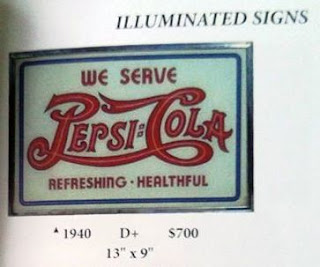 ILLUMINATED SIGNS
WE SERVE
PEPSI:COLA
REFRESHING · HEALTHFUL
▲ 1940 D+ $700
13" x 9"